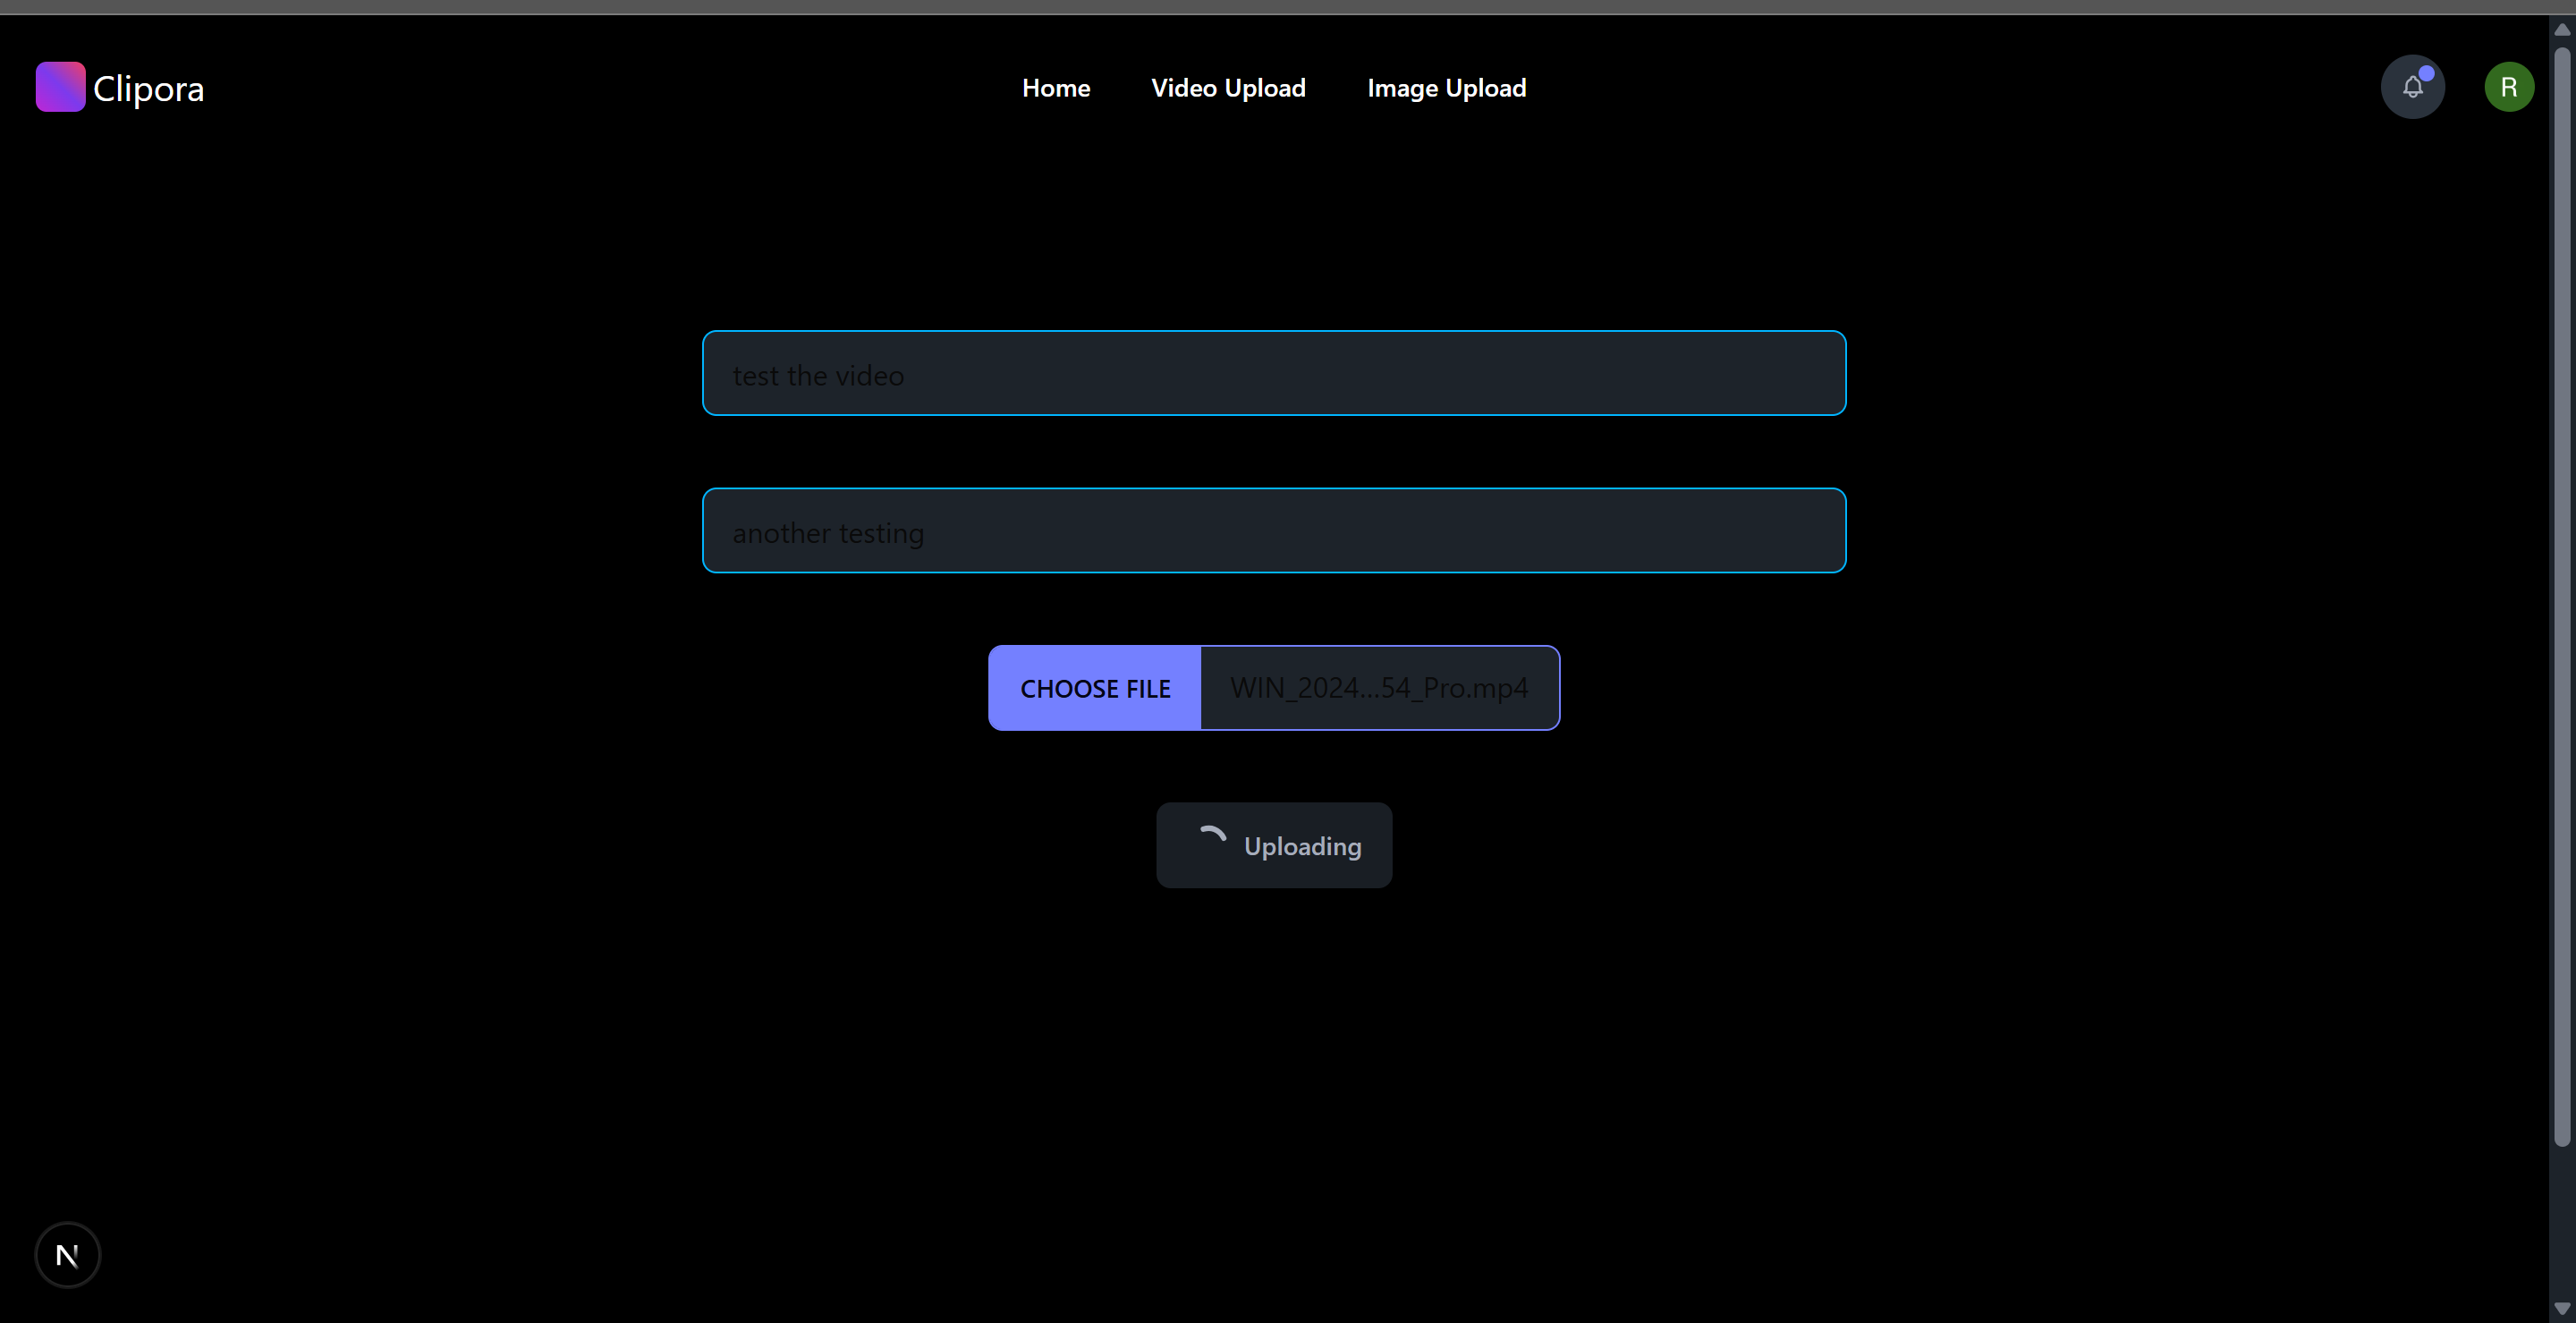 Clipora
Home Video Upload Image Upload
R
test the video
another testing
CHOOSE FILE WIN_2024...54_Pro.mp4
Uploading
N